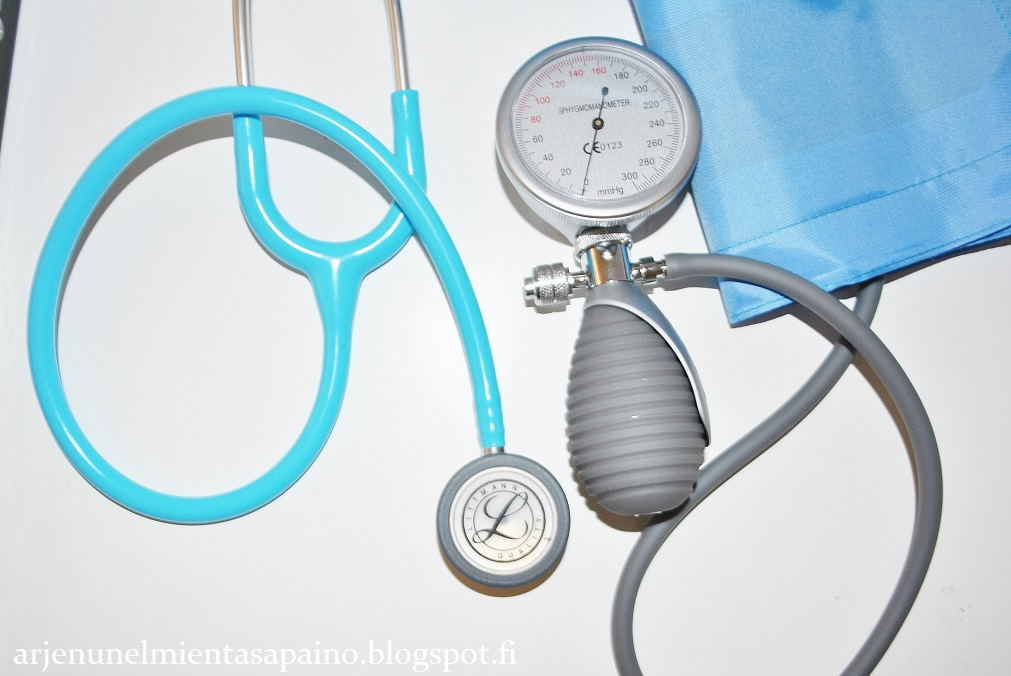 0
20
40
60
80
100
120
140
160
180
200
220
240
260
280
300
SPHYGMOMANOMETER
CE0123
mmHg
LITTMANN
L
QUALITY
arjenunelmientasapaino.blogspot.fi